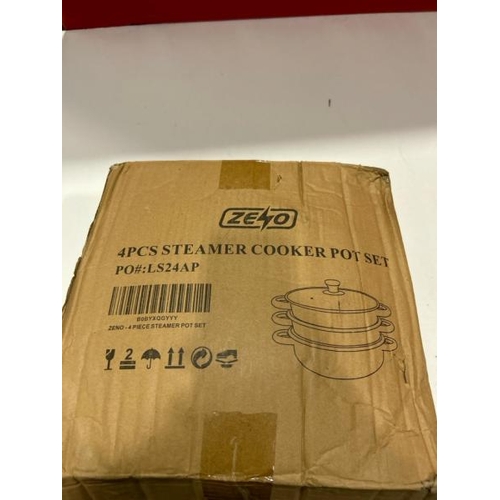 ZENO
4PCS STEAMER COOKER POT SET
PO#:LS24AP
B0BYXQGYYY
ZENO - 4 PIECE STEAMER POT SET
2